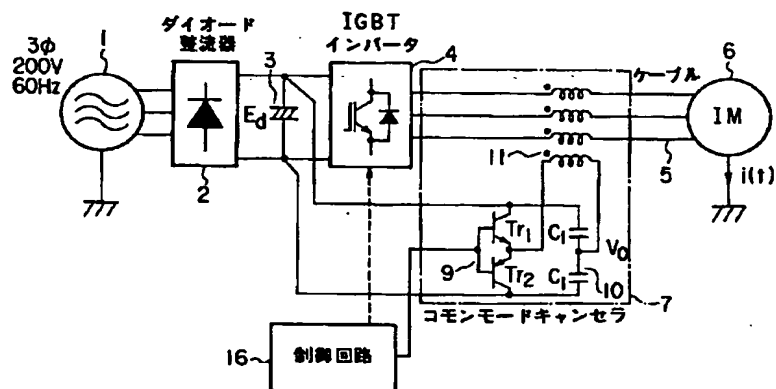 3φ
200V
60Hz
1
ダイオード
整流器
2
3
Ed
IGBT
インバータ
4
ケーブル
6
IM
5
i(t)
11
Tr1
Tr2
9
C1
C1
V0
10
7
コモンモードキャンセラ
16
制御回路